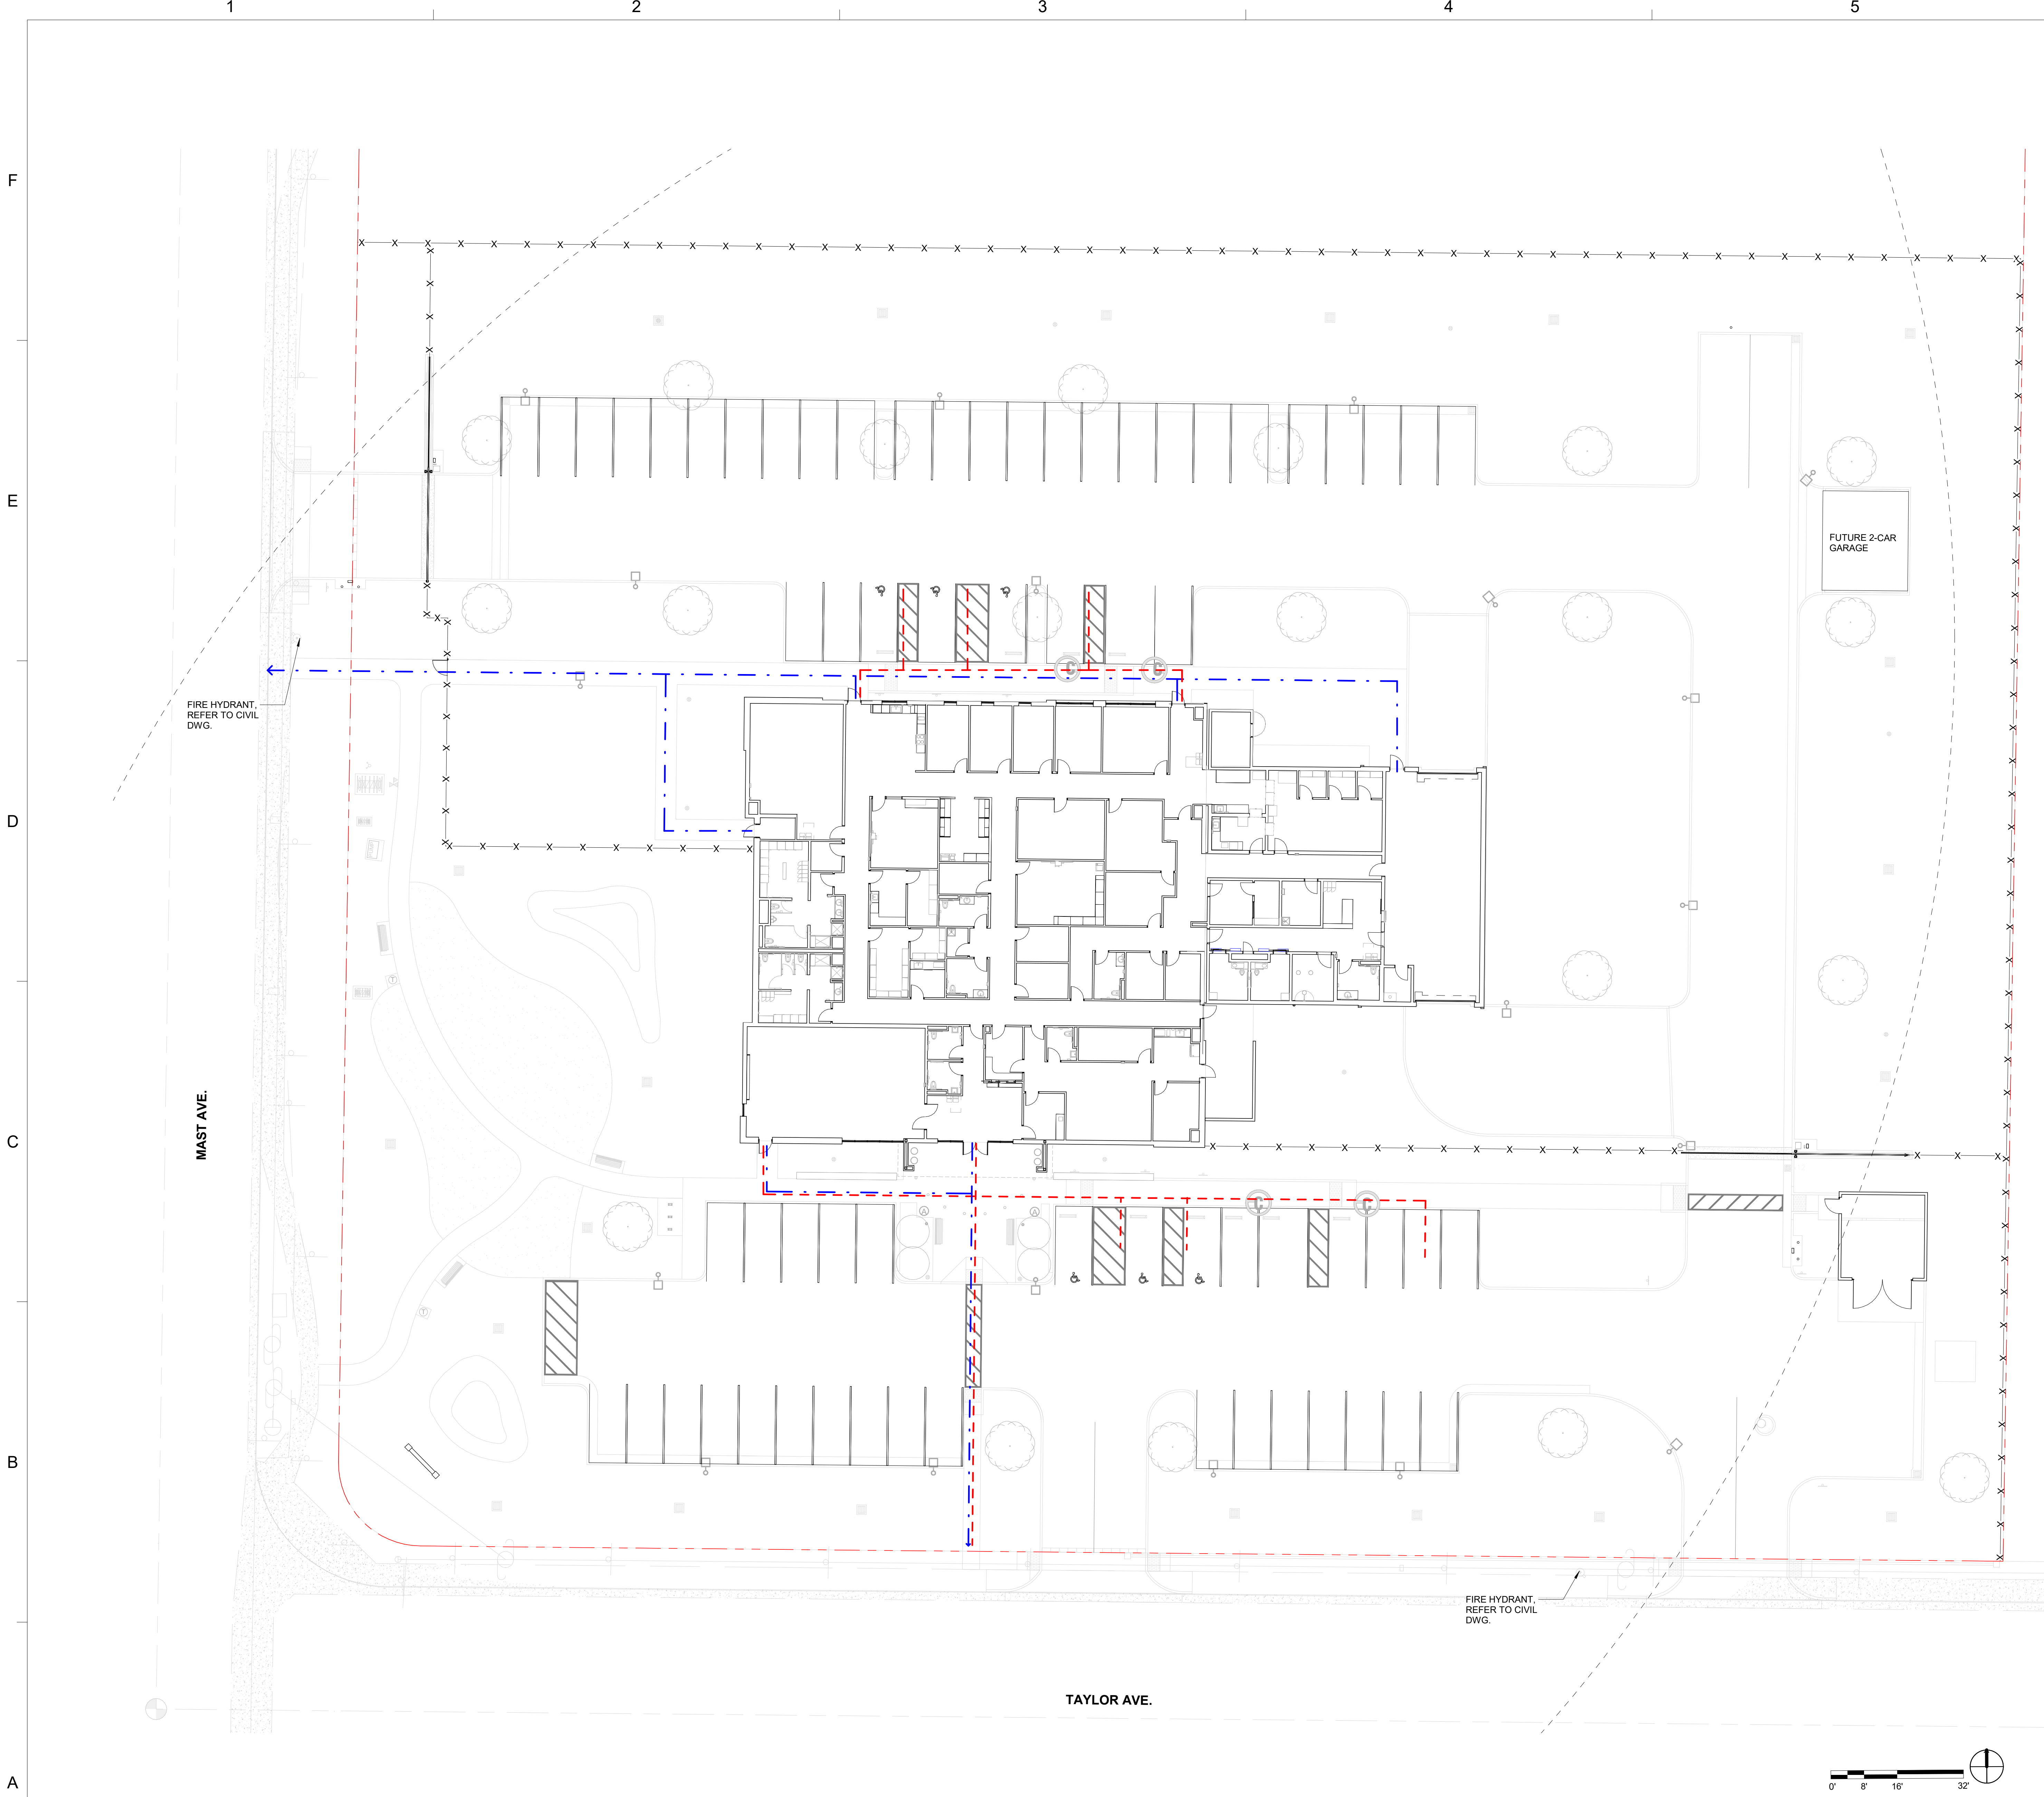 1
2
3
4
5
F
E
FUTURE 2-CAR
GARAGE
FIRE HYDRANT,
REFER TO CIVIL
DWG.
D
MAST AVE.
C
B
FIRE HYDRANT,
REFER TO CIVIL
DWG.
TAYLOR AVE.
A
0' 8' 16' 32'